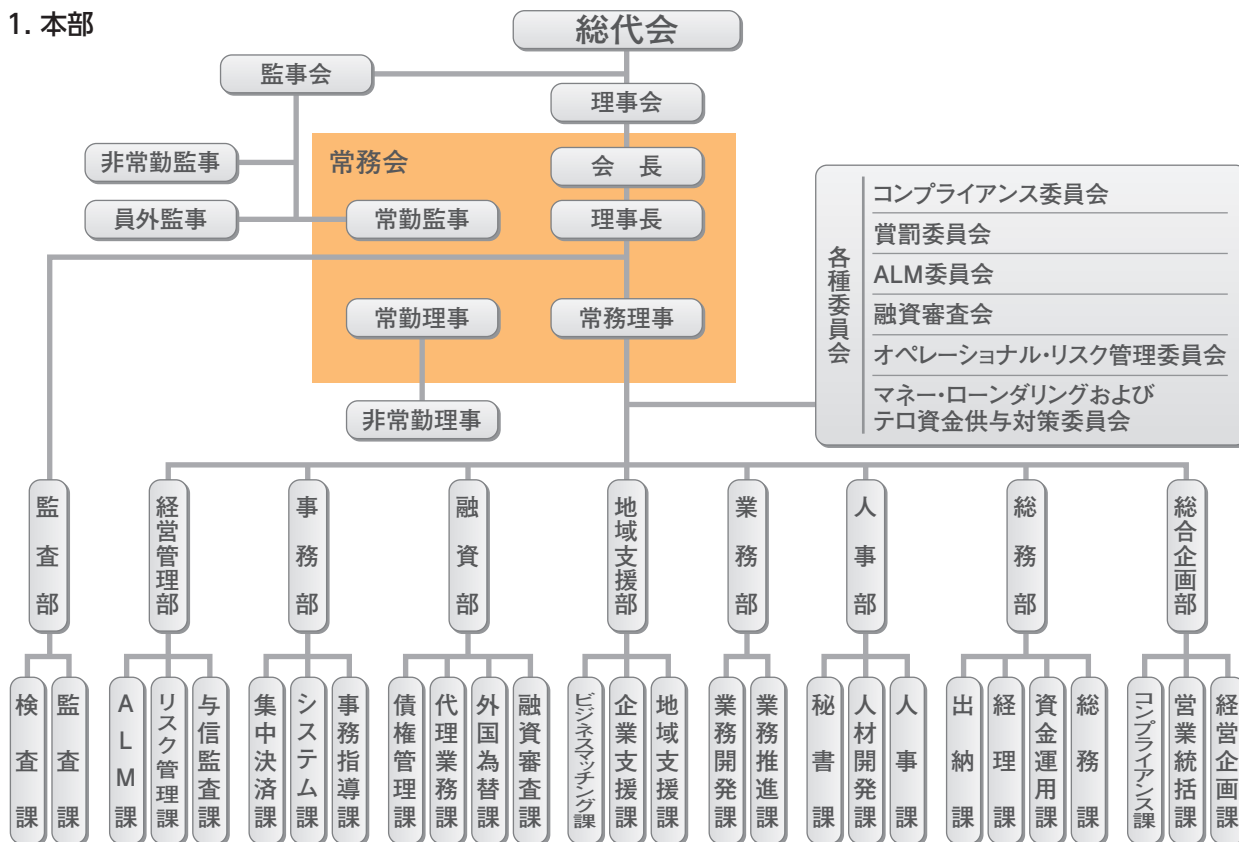 1. 本部
総代会
監事会
理事会
非常勤監事
常務会
会 長
員外監事
常勤監事
理事長
常勤理事
常務理事
非常勤理事
各種委員会
コンプライアンス委員会
賞罰委員会
ALM委員会
融資審査会
オペレーショナル・リスク管理委員会
マネー・ローンダリングおよび
テロ資金供与対策委員会
監査部
経営管理部
事務部
融資部
地域支援部
業務部
人事部
総務部
総合企画部
検査課
監査課
ALM課
リスク管理課
与信監査課
集中決済課
システム課
事務指導課
債権管理課
代理業務課
外国為替課
融資審査課
ビジネスマッチング課
企業支援課
地域支援課
業務開発課
業務推進課
秘書課
人材開発課
人事課
出納課
経理課
資金運用課
総務課
コンプライアンス課
営業統括課
経営企画課